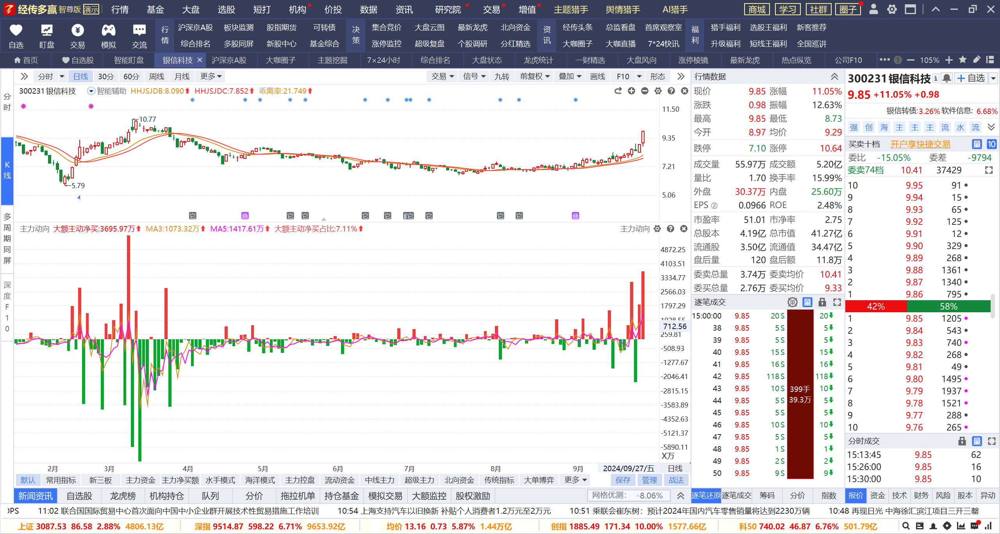 经传多赢 智尊版 演示 行情 基金 大盘 选股 短打 机构 价投 数据 资讯 研究院 交易 增值 主题猎手 舆情猎手 AI猎手 商城 学习 社群 圈子
自选 盯盘 交易 模拟 交流
行情 沪深京A股 板块监测 股指期货 可转债
综合排名 多股同屏 新股中心 基金综合
决策 集合竞价 大盘云图 最新龙虎 北向资金
涨停监控 超级复盘 个股调研 分红精选
资讯 经传头条 总监看盘 首席观察室
大咖圈子 大咖直播 7*24快讯
福利 猎手福利 选股王福利 新客推荐
升级福利 短线王福利 全国巡讲
首页 自选股 智能盯盘 银信科技 沪深京A股 大咖圈子 主题挖掘 7×24小时 综合排名 大盘状态 龙虎统计 一财精选 大盘风向 涨停棱镜 最新龙虎 热点纵览 公司F10 105%
分时
K线
多周期同屏
深度F10
分时 日线 30分 60分 周线 月线 更多 交易 信号 九转 前复权 叠加 画线 F10 形态
300231 银信科技 智能辅助 HHJSJDB:8.090 HHJSJDC:7.852 乖离率:21.749
10.77
5.79
11.50
9.35
7.21
5.06
主力动向 大额主动净买:3695.97万 MA3:1073.32万 MA5:1417.61万 大额主动净买占比:7.11% 主力动向
4872.25
4103.51
3334.77
2566.03
1797.29
712.56
259.81
-508.93
-1277.67
-2046.41
-2815.15
-3583.89
-4352.63
-5121.37
-5890.11
X万
2月 3月 4月 5月 6月 7月 8月 9月 2024/09/27/五 日线
默认 常用指标 新三板 主力资金 主力净买额 水手模式 海洋模式 主力控盘 流动资金 中线主力 超级主力 北向资金 传统指标 大单博弈 更多 保存 管理 战法
新闻资讯 自选股 龙虎榜 机构持仓 队列 分价 拖拉机单 持仓基金 模拟交易 大额监控 股权激励 网格优测: -8.06%
行情数据
现价 9.85 涨幅 11.05%
涨跌 0.98 振幅 12.63%
最高 9.85 最低 8.73
今开 8.97 均价 9.29
跌停 7.10 涨停 10.64
成交量 55.97万 成交额 5.20亿
量比 1.70 换手率 15.99%
外盘 30.37万 内盘 25.60万
EPS ② 0.0966 ROE 2.48%
市盈率 51.01 市净率 2.75
总股本 4.19亿 总市值 41.27亿
流通股 3.50亿 流通值 34.47亿
盘后量 120 盘后额 11.8万
委卖总量 3.74万 委卖均价 10.41
委买总量 2.76万 委买均价 9.33
逐笔成交 单 量
15:00:00 9.85 20 S 20
38 9.85 5 S 5
39 9.85 5 S 5
40 9.85 15 S 15
41 9.85 16 S 16
42 9.85 118 S 118
43 9.85 10 S 10
44 9.85 5 S 5
45 9.85 5 S 5
46 9.85 10 S 10
47 9.85 5 S 5
48 9.85 1 S 1
49 9.85 2 S 2
50 9.85 9 S 9
399手
39.3万
逐笔还原 逐笔成交 筹码 分价 指数
300231 银信科技 自选
9.85 +11.05% +0.98
银信转债:3.26% 软件信息: 6.68%
强 创 海 主 主 主 流 水 流
买卖十档 开户享快捷交易 量 10
委比 -15.05% 委差 -9794
委卖74档 10.41 37429
10 9.95 91
9 9.94 15
8 9.93 65
7 9.92 125
6 9.91 12
5 9.90 329
4 9.89 268
3 9.88 1361
2 9.87 1340
1 9.86 795
42% 58%
1 9.85 1205
2 9.84 543
3 9.83 740
4 9.82 268
5 9.81 49
6 9.80 1495
7 9.79 1937
8 9.78 1521
9 9.77 288
10 9.76 265
分时成交 量
15:13:45 9.85 62
15:26:00 9.85 16
15:30:00 9.85 10
报价 资金 技术 财务 风险 股本 异动
11:02 联合国国际贸易中心首次面向中国中小企业群开展技术性贸易措施工作培训 10:54 上海支持汽车以旧换新 补贴个人消费者1.2万元至2万元 10:51 乘联会崔东树：预计2024年国内汽车零售销量将达到2230万辆 10:48 再现日光 中海徐汇滨江项目三开三罄
上证 3087.53 86.58 2.88% 4806.13亿 深指 9514.87 598.22 6.71% 9653.92亿 均价 13.16 0.73 5.87% 1.44万亿 创指 1885.49 171.34 10.00% 1577.66亿 科50 740.02 46.87 6.76% 501.79亿